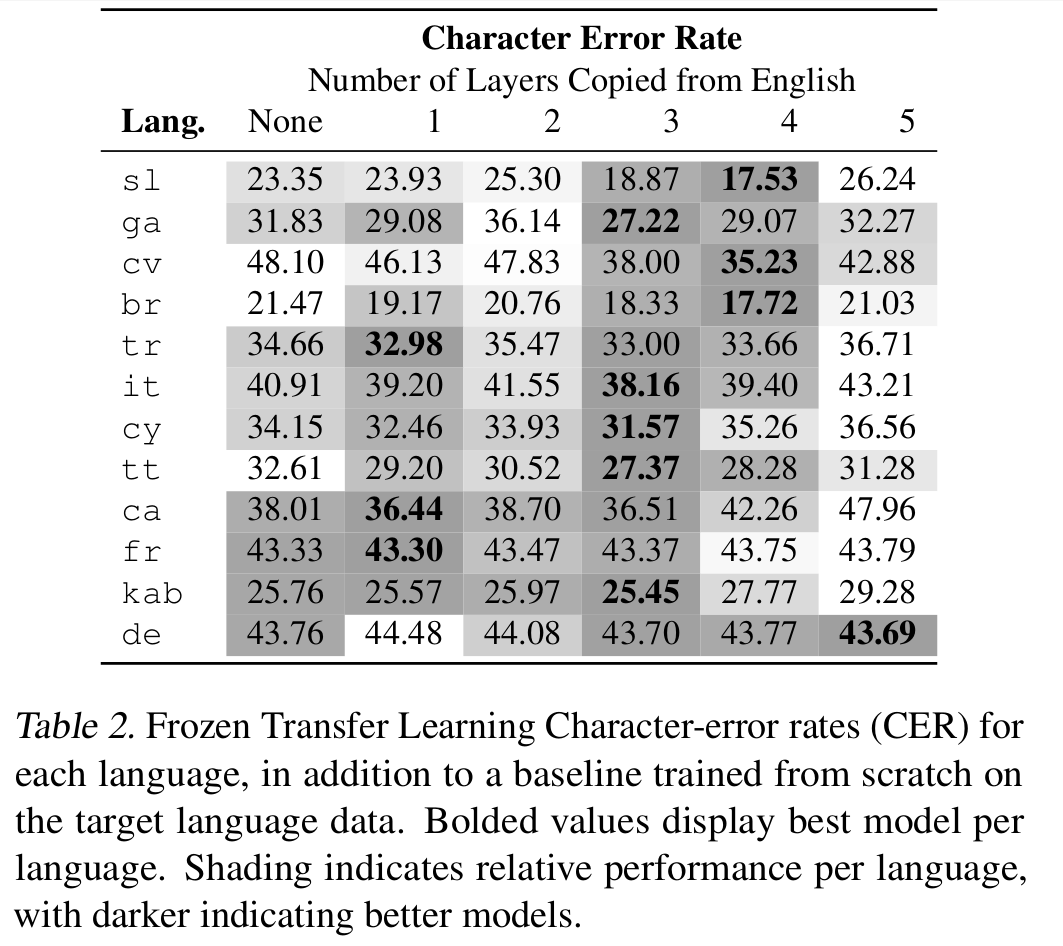 Character Error Rate
Number of Layers Copied from English
Lang. None 1 2 3 4 5
sl 23.35 23.93 25.30 18.87 17.53 26.24
ga 31.83 29.08 36.14 27.22 29.07 32.27
cv 48.10 46.13 47.83 38.00 35.23 42.88
br 21.47 19.17 20.76 18.33 17.72 21.03
tr 34.66 32.98 35.47 33.00 33.66 36.71
it 40.91 39.20 41.55 38.16 39.40 43.21
cy 34.15 32.46 33.93 31.57 35.26 36.56
tt 32.61 29.20 30.52 27.37 28.28 31.28
ca 38.01 36.44 38.70 36.51 42.26 47.96
fr 43.33 43.30 43.47 43.37 43.75 43.79
kab 25.76 25.57 25.97 25.45 27.77 29.28
de 43.76 44.48 44.08 43.70 43.77 43.69
Table 2. Frozen Transfer Learning Character-error rates (CER) for
each language, in addition to a baseline trained from scratch on
the target language data. Bolded values display best model per
language. Shading indicates relative performance per language,
with darker indicating better models.